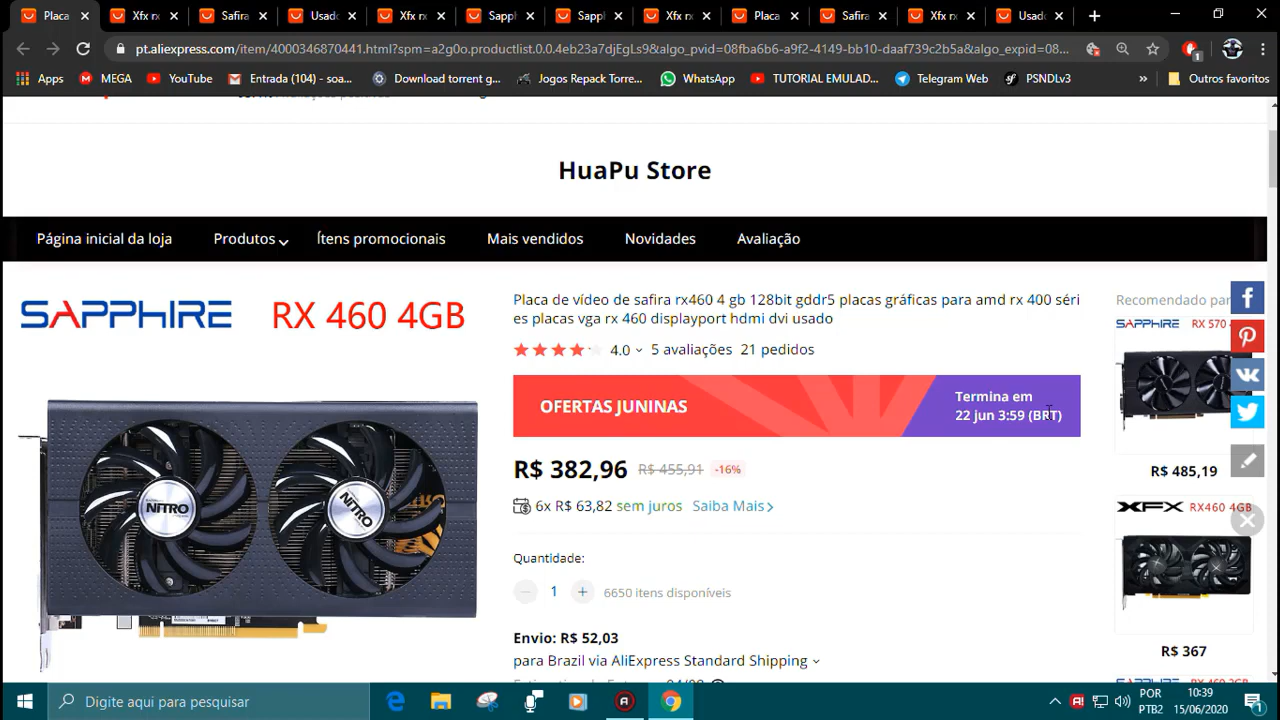 Placa
Xfx rx
Safira
Usado
Xfx rx
Sapph
Sapph
Xfx rx
Placa
Safira
Xfx rx
Usado
pt.aliexpress.com/item/4000346870441.html?spm=a2g0o.productlist.0.0.4eb23a7djEgLs9&algo_pvid=08fba6b6-a9f2-4149-bb10-daaf739c2b5a&algo_expid=08...
Apps
MEGA
YouTube
Entrada (104) - soa...
Download torrent g...
Jogos Repack Torre...
WhatsApp
TUTORIAL EMULAD...
Telegram Web
PSNDLv3
»
Outros favoritos
HuaPu Store
Página inicial da loja
Produtos
Ítens promocionais
Mais vendidos
Novidades
Avaliação
SAPPHIRE RX 460 4GB
NITRO
NITRO
Placa de vídeo de safira rx460 4 gb 128bit gddr5 placas gráficas para amd rx 400 séri
es placas vga rx 460 displayport hdmi dvi usado
4.0 5 avaliações 21 pedidos
OFERTAS JUNINAS
Termina em
22 jun 3:59 (BRT)
R$ 382,96 R$ 455,91 -16%
6x R$ 63,82 sem juros Saiba Mais
Quantidade:
1 6650 itens disponíveis
Envio: R$ 52,03
para Brazil via AliExpress Standard Shipping
Recomendado par
SAPPHIRE RX 570
R$ 485,19
XFX RX460 4GB
R$ 367
Digite aqui para pesquisar
POR
PTB2
10:39
15/06/2020
1